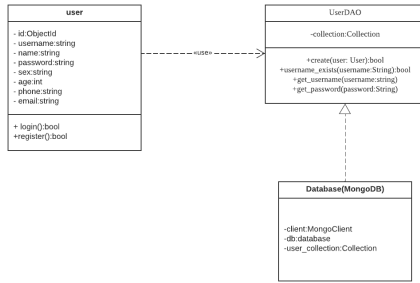 user
- id:ObjectId
- username:string
- name:string
- password:string
- sex:string
- age:int
- phone:string
- email:string
+ login():bool
+register():bool
«use»
UserDAO
-collection:Collection
+create(user: User):bool
+username_exists(username:String):bool
+get_username(username:string)
+get_password(password:String)
Database(MongoDB)
-client:MongoClient
-db:database
-user_collection:Collection